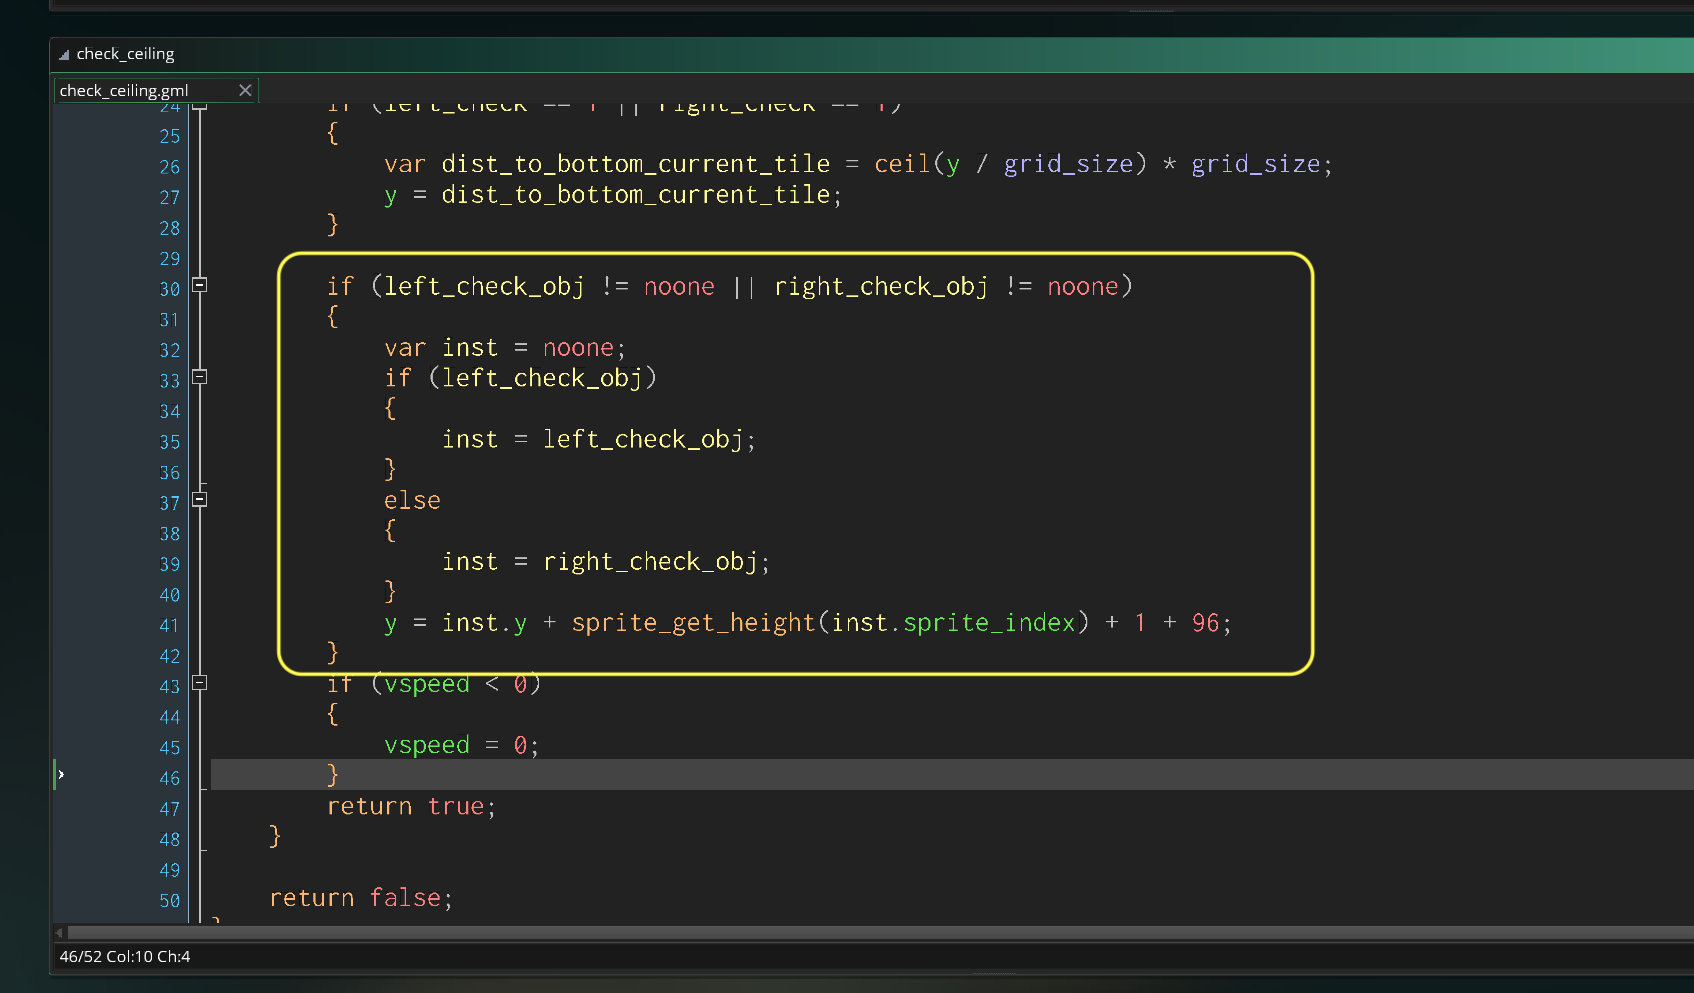 check_ceiling
check_ceiling.gml
24 if (left_check == 1 || right_check == 1)
25 {
26 var dist_to_bottom_current_tile = ceil(y / grid_size) * grid_size;
27 y = dist_to_bottom_current_tile;
28 }
29
30 if (left_check_obj != noone || right_check_obj != noone)
31 {
32 var inst = noone;
33 if (left_check_obj)
34 {
35 inst = left_check_obj;
36 }
37 else
38 {
39 inst = right_check_obj;
40 }
41 y = inst.y + sprite_get_height(inst.sprite_index) + 1 + 96;
42 }
43 if (vspeed < 0)
44 {
45 vspeed = 0;
46 }
47 return true;
48 }
49
50 return false;
46/52 Col:10 Ch:4